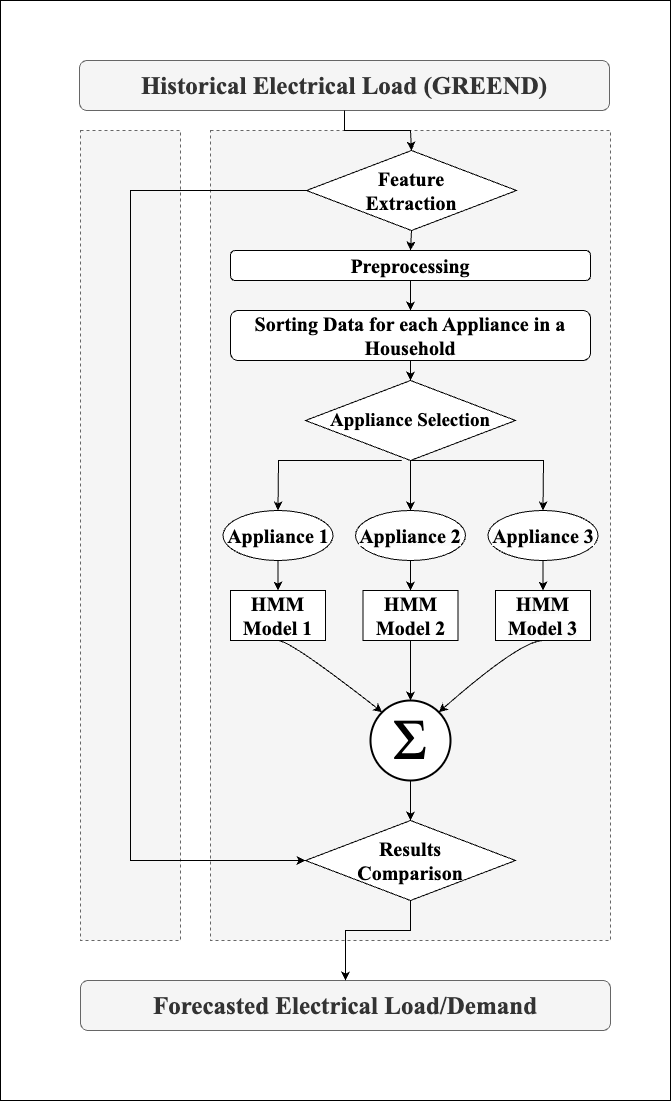 Historical Electrical Load (GREEND)
Feature
Extraction
Preprocessing
Sorting Data for each Appliance in a
Household
Appliance Selection
Appliance 1
Appliance 2
Appliance 3
HMM
Model 1
HMM
Model 2
HMM
Model 3
Σ
Results
Comparison
Forecasted Electrical Load/Demand